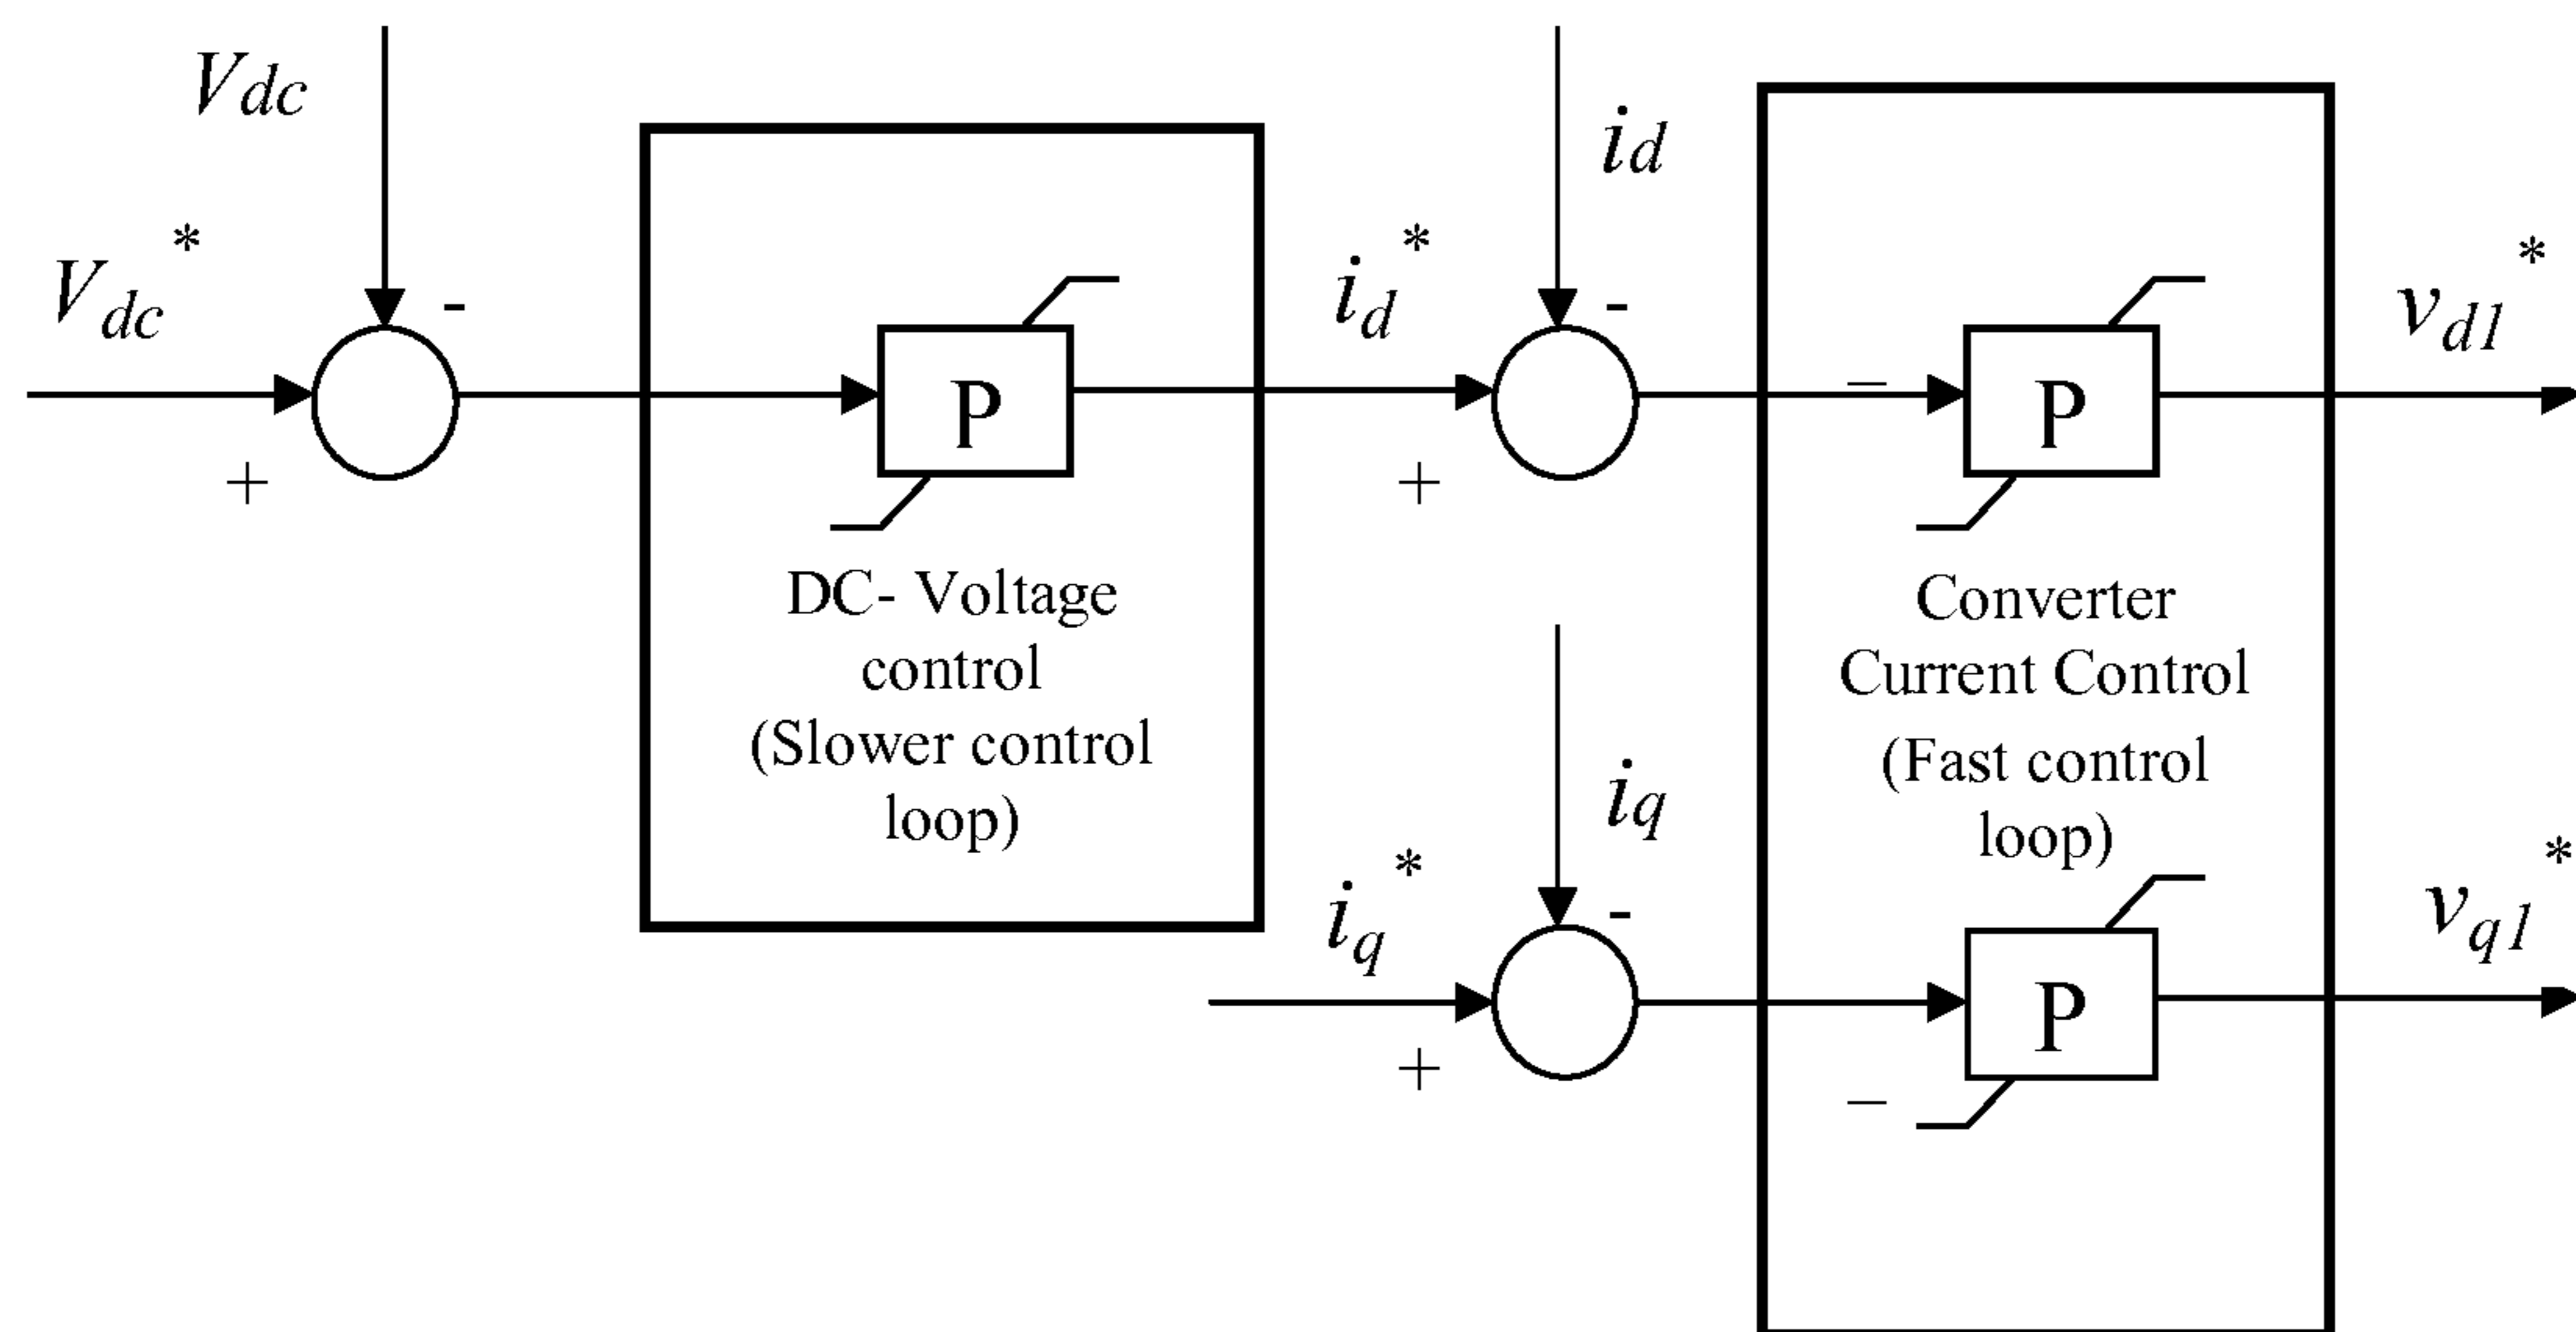 Vdc
Vdc*
-
+
P
DC- Voltage
control
(Slower control
loop)
id
id*
-
+
iq
iq*
-
+
–
P
Converter
Current Control
(Fast control
loop)
P
–
vd1*
vq1*